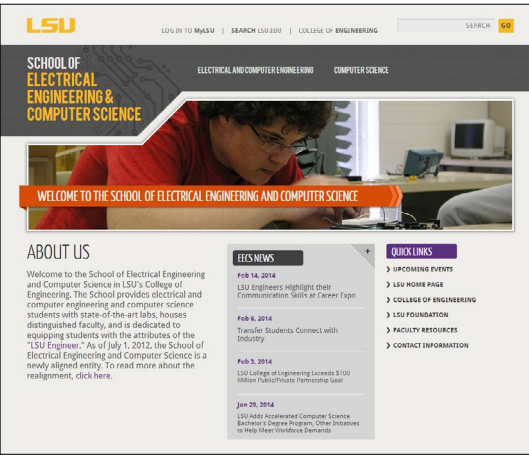 LSU
LOG IN TO MyLSU | SEARCH LSU.EDU | COLLEGE OF ENGINEERING
SEARCH GO
SCHOOL OF
ELECTRICAL
ENGINEERING &
COMPUTER SCIENCE
ELECTRICAL AND COMPUTER ENGINEERING COMPUTER SCIENCE
WELCOME TO THE SCHOOL OF ELECTRICAL ENGINEERING AND COMPUTER SCIENCE
ABOUT US
Welcome to the School of Electrical Engineering
and Computer Science in LSU's College of
Engineering. The School provides electrical and
computer engineering and computer science
students with state-of-the-art labs, houses
distinguished faculty, and is dedicated to
equipping students with the attributes of the
"LSU Engineer." As of July 1, 2012, the School of
Electrical Engineering and Computer Science is a
newly aligned entity. To read more about the
realignment, click here.
EECS NEWS
+
Feb 14, 2014
LSU Engineers Highlight their
Communication Skills at Career Expo
Feb 6, 2014
Transfer Students Connect with
Industry
Feb 3, 2014
LSU College of Engineering Exceeds $100
Million Public/Private Partnership Goal
Jan 29, 2014
LSU Adds Accelerated Computer Science
Bachelor's Degree Program, Other Initiatives
to Help Meet Workforce Demands
QUICK LINKS
❯ UPCOMING EVENTS
❯ LSU HOME PAGE
❯ COLLEGE OF ENGINEERING
❯ LSU FOUNDATION
❯ FACULTY RESOURCES
❯ CONTACT INFORMATION